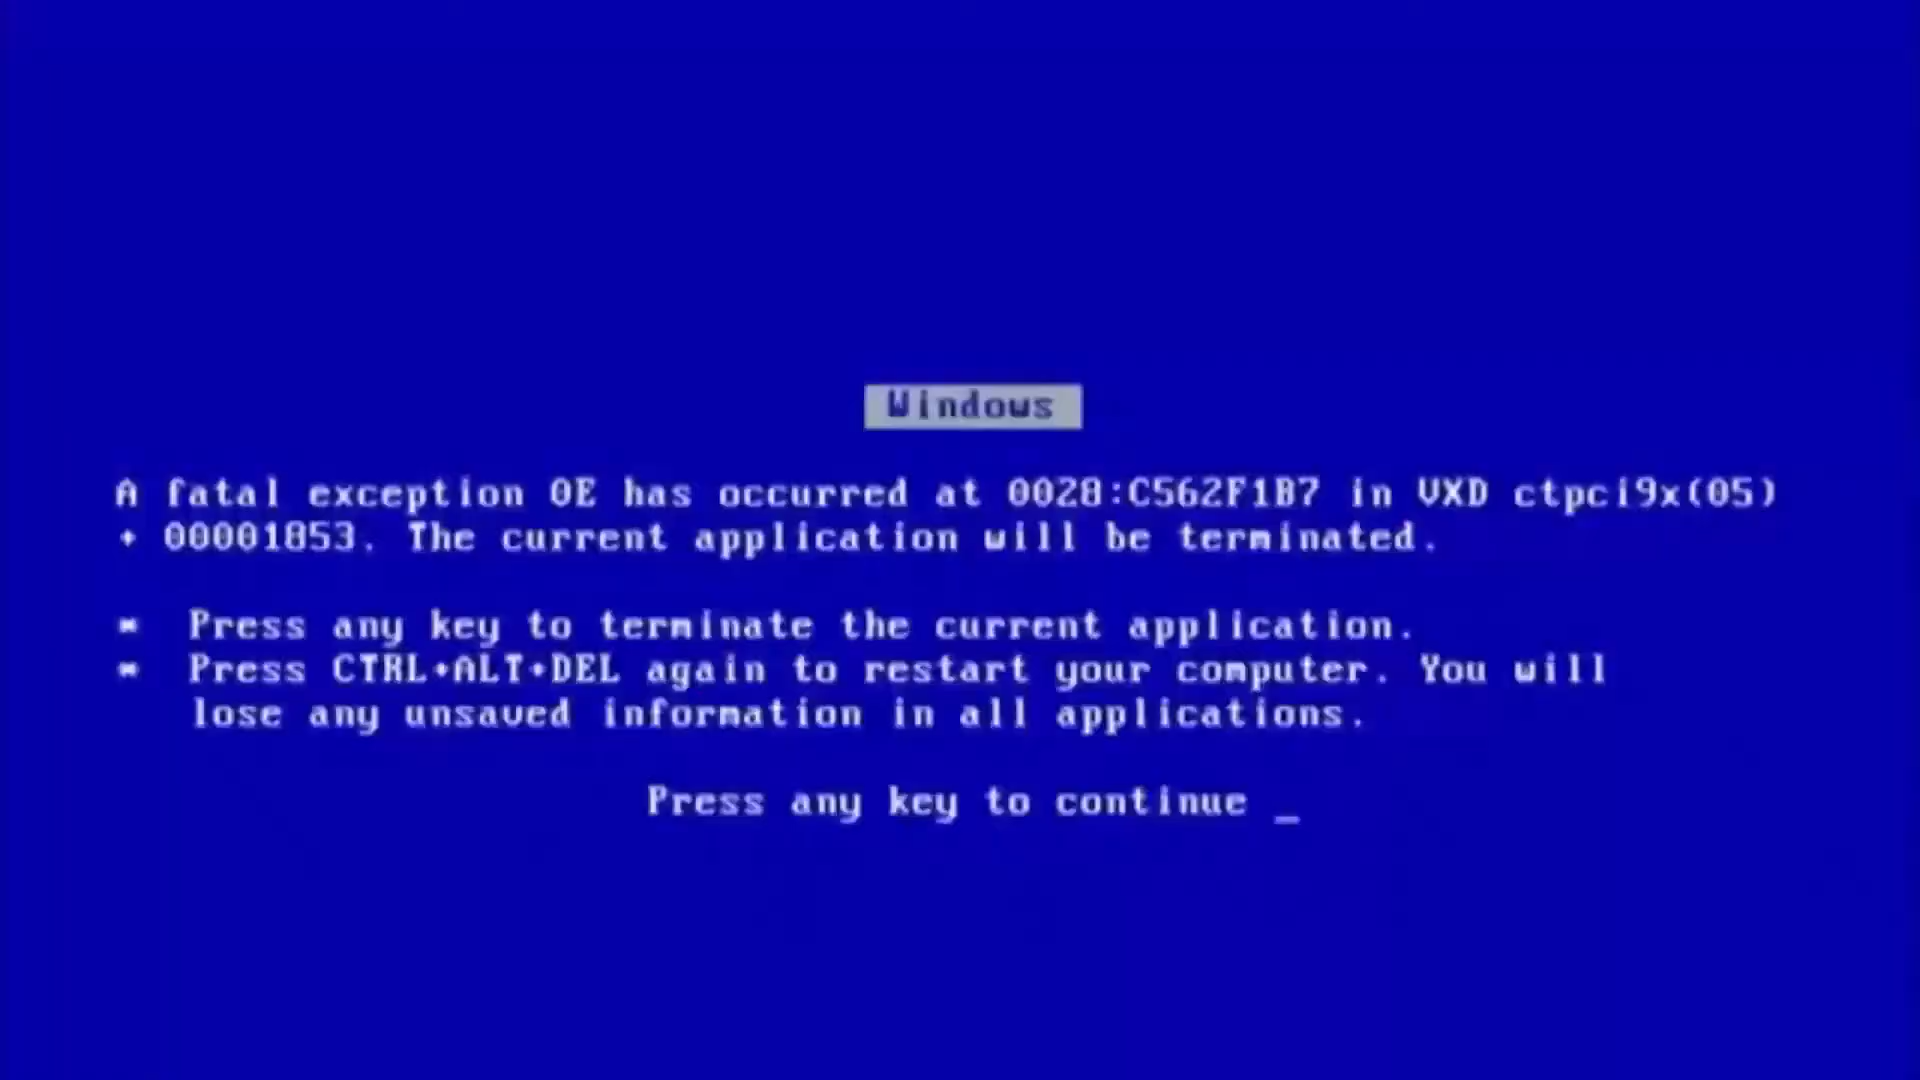 Windows
A fatal exception 0E has occurred at 0028:C562F1B7 in VXD ctpci9x(05)
+ 00001853. The current application will be terminated.
* Press any key to terminate the current application.
* Press CTRL+ALT+DEL again to restart your computer. You will
lose any unsaved information in all applications.
Press any key to continue _